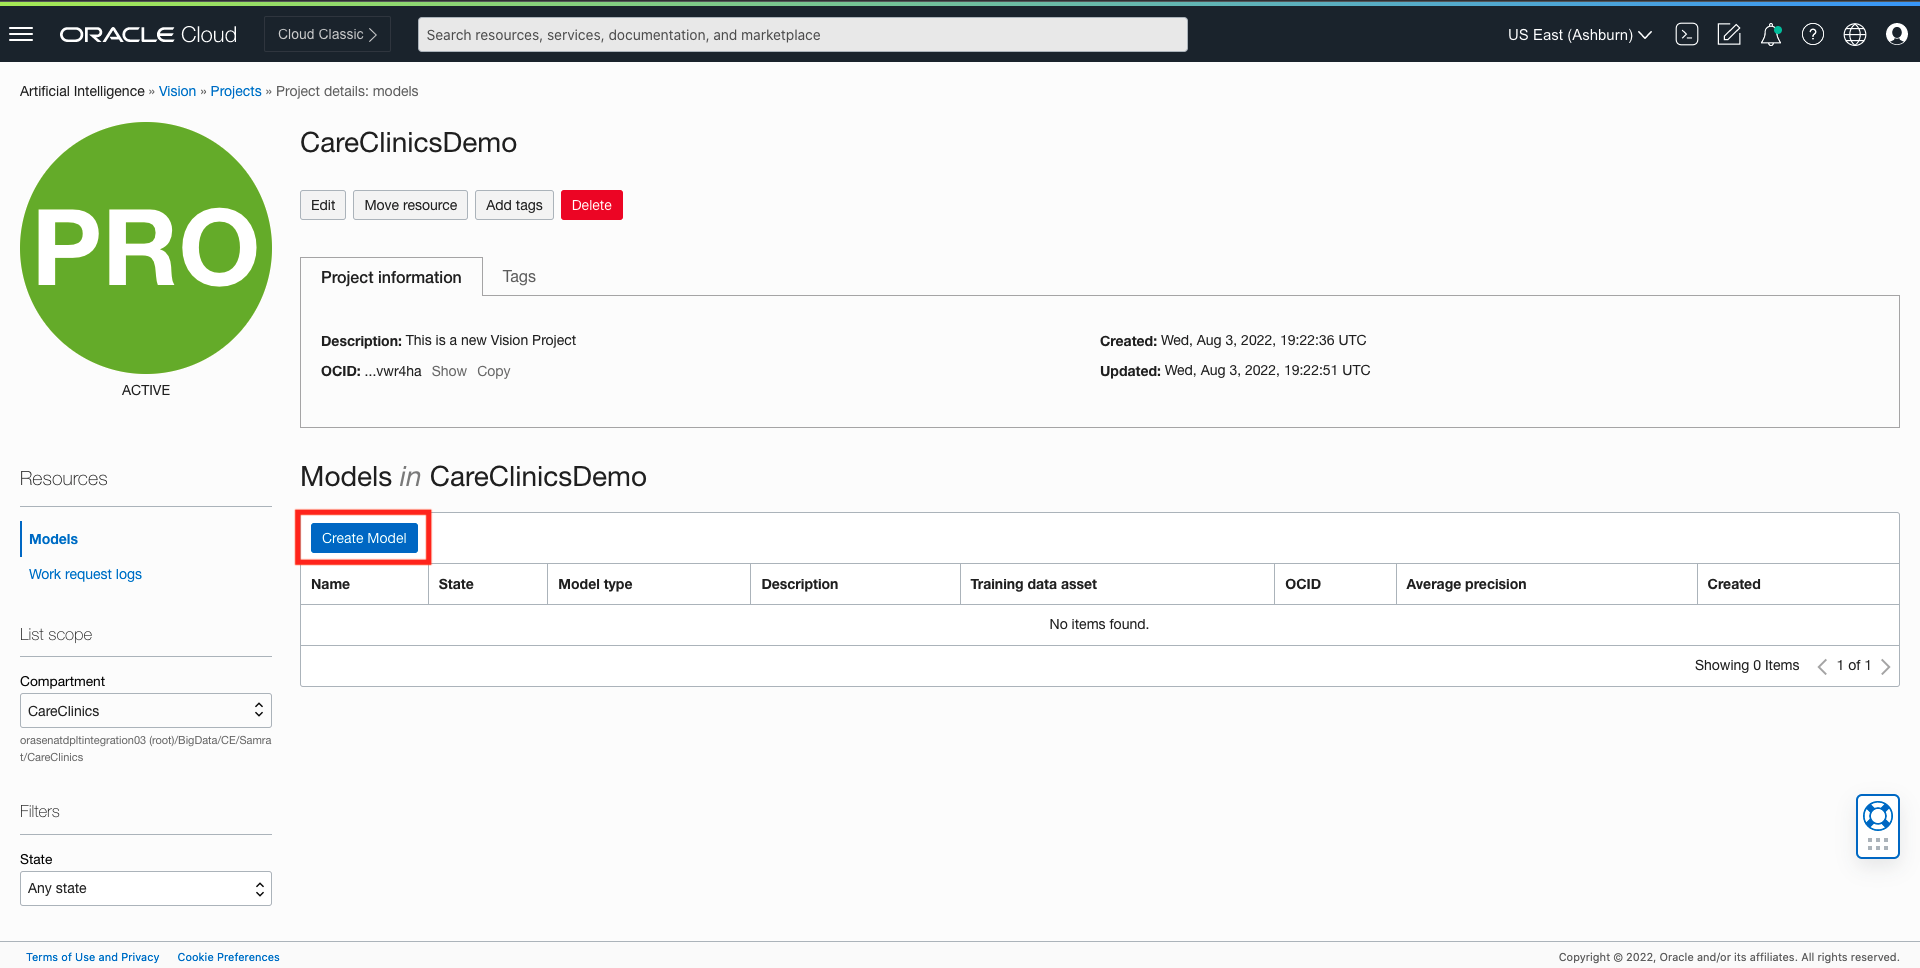 ORACLE Cloud
Cloud Classic
Search resources, services, documentation, and marketplace
US East (Ashburn)
Artificial Intelligence » Vision » Projects » Project details: models
PRO
ACTIVE
CareClinicsDemo
Edit
Move resource
Add tags
Delete
Project information
Tags
Description: This is a new Vision Project
OCID: ...vwr4ha Show Copy
Created: Wed, Aug 3, 2022, 19:22:36 UTC
Updated: Wed, Aug 3, 2022, 19:22:51 UTC
Resources
Models
Work request logs
List scope
Compartment
CareClinics
orasenatdpltintegration03 (root)/BigData/CE/Samra
t/CareClinics
Filters
State
Any state
Models in CareClinicsDemo
Create Model
Name State Model type Description Training data asset OCID Average precision Created
No items found.
Showing 0 Items 1 of 1
Terms of Use and Privacy Cookie Preferences
Copyright © 2022, Oracle and/or its affiliates. All rights reserved.